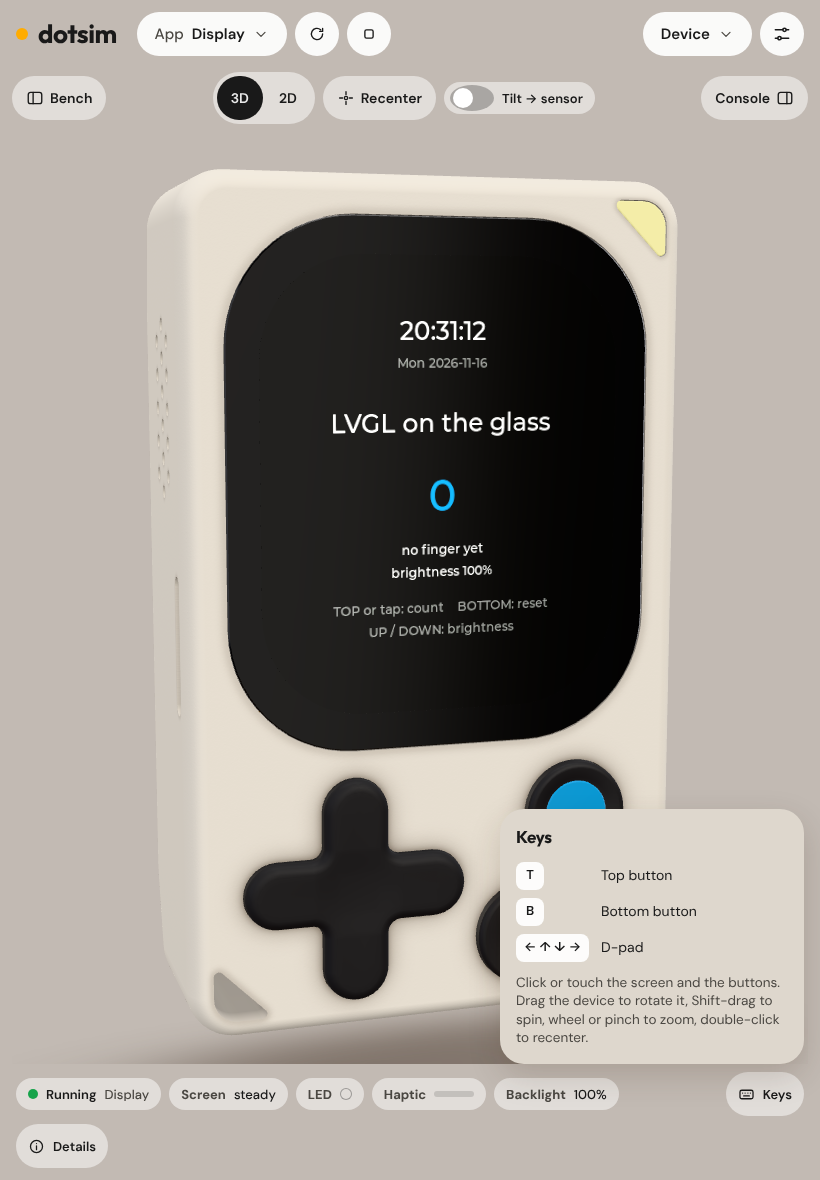 dotsim
App Display
Device
Bench
3D
2D
Recenter
Tilt → sensor
Console
20:31:12
Mon 2026-11-16
LVGL on the glass
0
no finger yet
brightness 100%
TOP or tap: count BOTTOM: reset
UP / DOWN: brightness
Keys
T Top button
B Bottom button
← ↑ ↓ → D-pad
Click or touch the screen and the buttons.
Drag the device to rotate it, Shift-drag to
spin, wheel or pinch to zoom, double-click
to recenter.
Running Display
Screen steady
LED
Haptic
Backlight 100%
Keys
Details